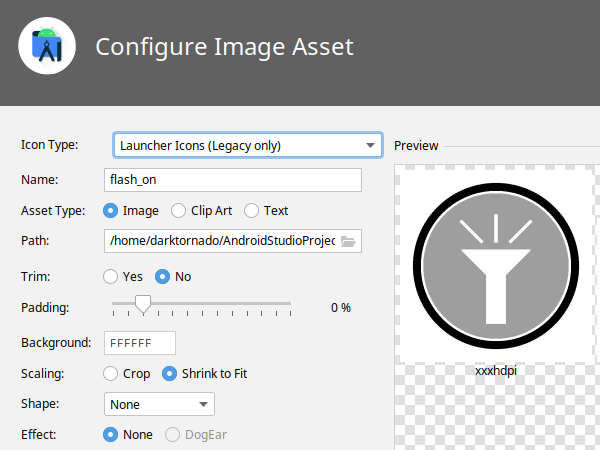 Configure Image Asset
Icon Type: Launcher Icons (Legacy only) Preview
Name: flash_on
Asset Type: Image Clip Art Text
Path: /home/darktornado/AndroidStudioProjec
Trim: Yes No
Padding: 0 %
Background: FFFFFF
Scaling: Crop Shrink to Fit
xxxhdpi
Shape: None
Effect: None DogEar